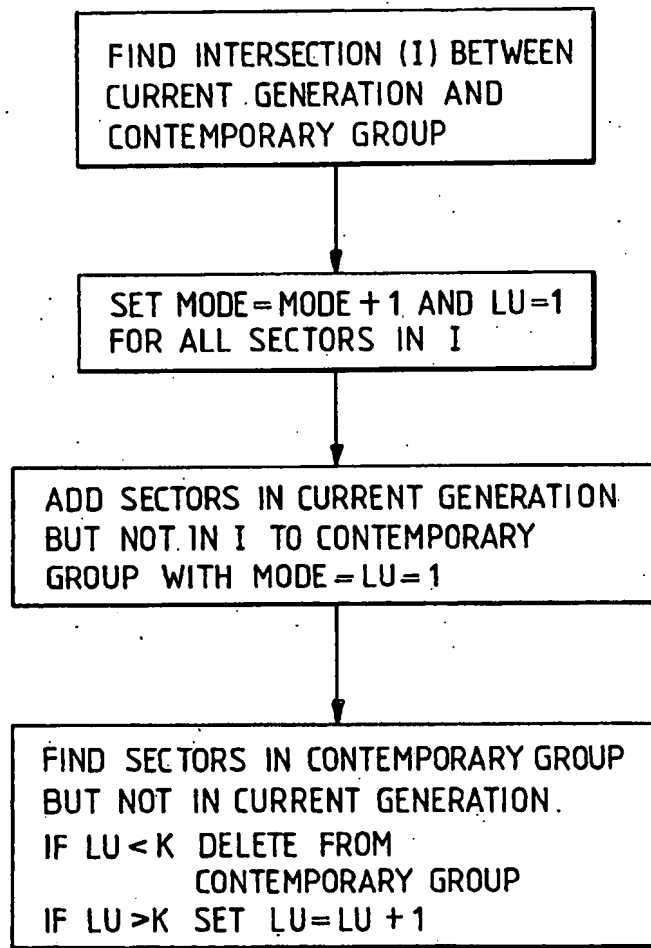 FIND INTERSECTION (I) BETWEEN
CURRENT GENERATION AND
CONTEMPORARY GROUP
SET MODE=MODE+1 AND LU=1
FOR ALL SECTORS IN I
ADD SECTORS IN CURRENT GENERATION
BUT NOT IN I TO CONTEMPORARY
GROUP WITH MODE=LU=1
FIND SECTORS IN CONTEMPORARY GROUP
BUT NOT IN CURRENT GENERATION.
IF LU<K DELETE FROM
CONTEMPORARY GROUP
IF LU>K SET LU=LU+1